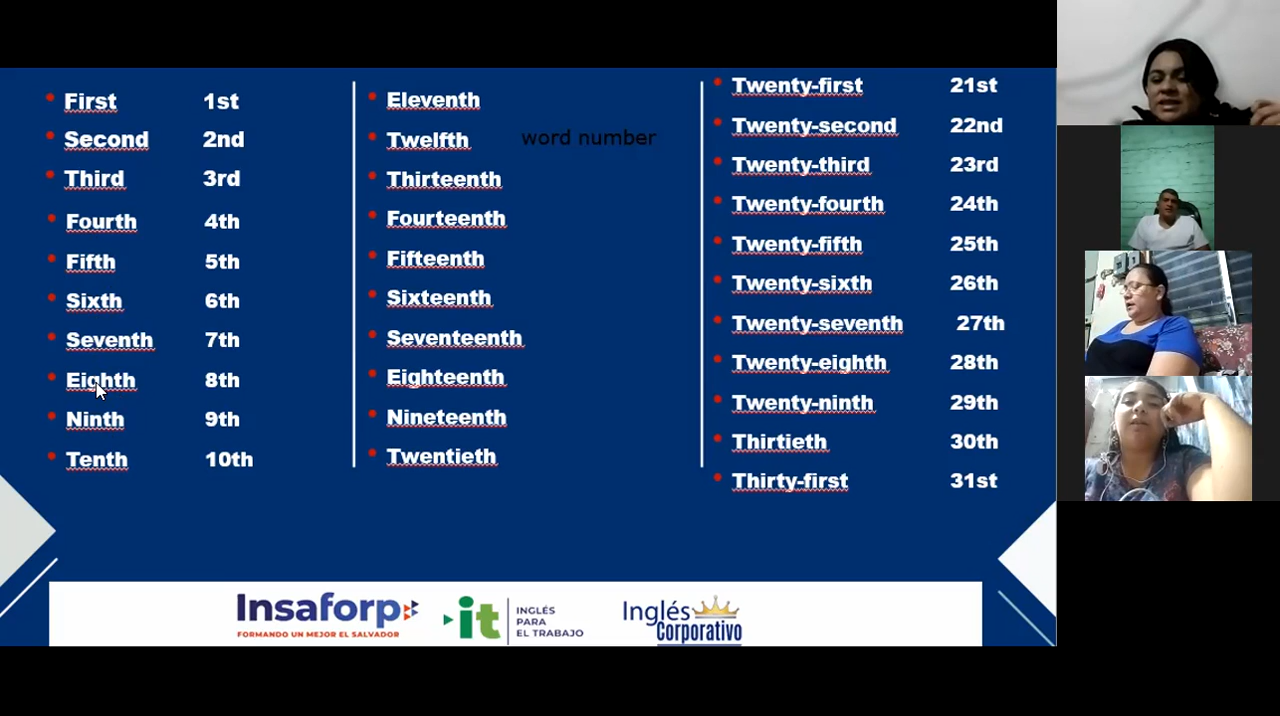 First 1st
Second 2nd
Third 3rd
Fourth 4th
Fifth 5th
Sixth 6th
Seventh 7th
Eighth 8th
Ninth 9th
Tenth 10th
Eleventh
Twelfth word number
Thirteenth
Fourteenth
Fifteenth
Sixteenth
Seventeenth
Eighteenth
Nineteenth
Twentieth
Twenty-first 21st
Twenty-second 22nd
Twenty-third 23rd
Twenty-fourth 24th
Twenty-fifth 25th
Twenty-sixth 26th
Twenty-seventh 27th
Twenty-eighth 28th
Twenty-ninth 29th
Thirtieth 30th
Thirty-first 31st
Insaforp
FORMANDO UN MEJOR EL SALVADOR
it
INGLÉS
PARA
EL TRABAJO
Inglés
Corporativo